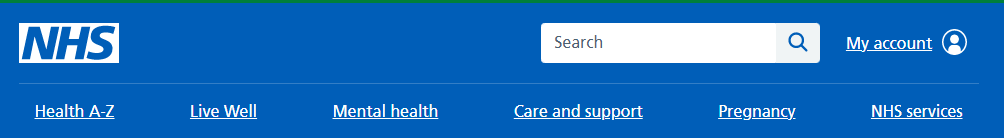 NHS
Search
My account
Health A-Z Live Well Mental health Care and support Pregnancy NHS services